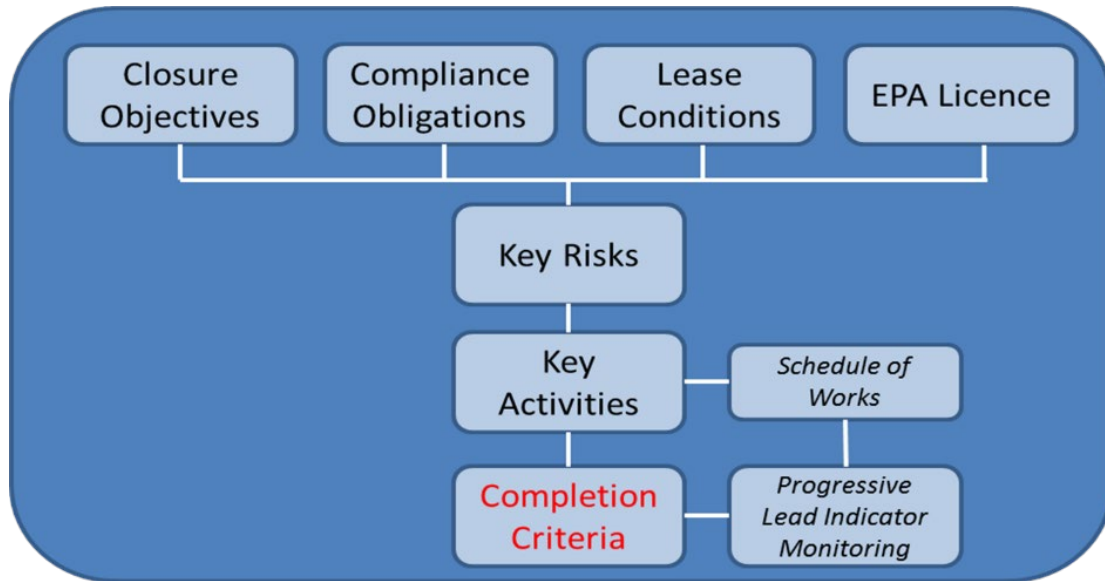 Closure
Objectives
Compliance
Obligations
Lease
Conditions
EPA Licence
Key Risks
Key
Activities
Schedule of
Works
Completion
Criteria
Progressive
Lead Indicator
Monitoring